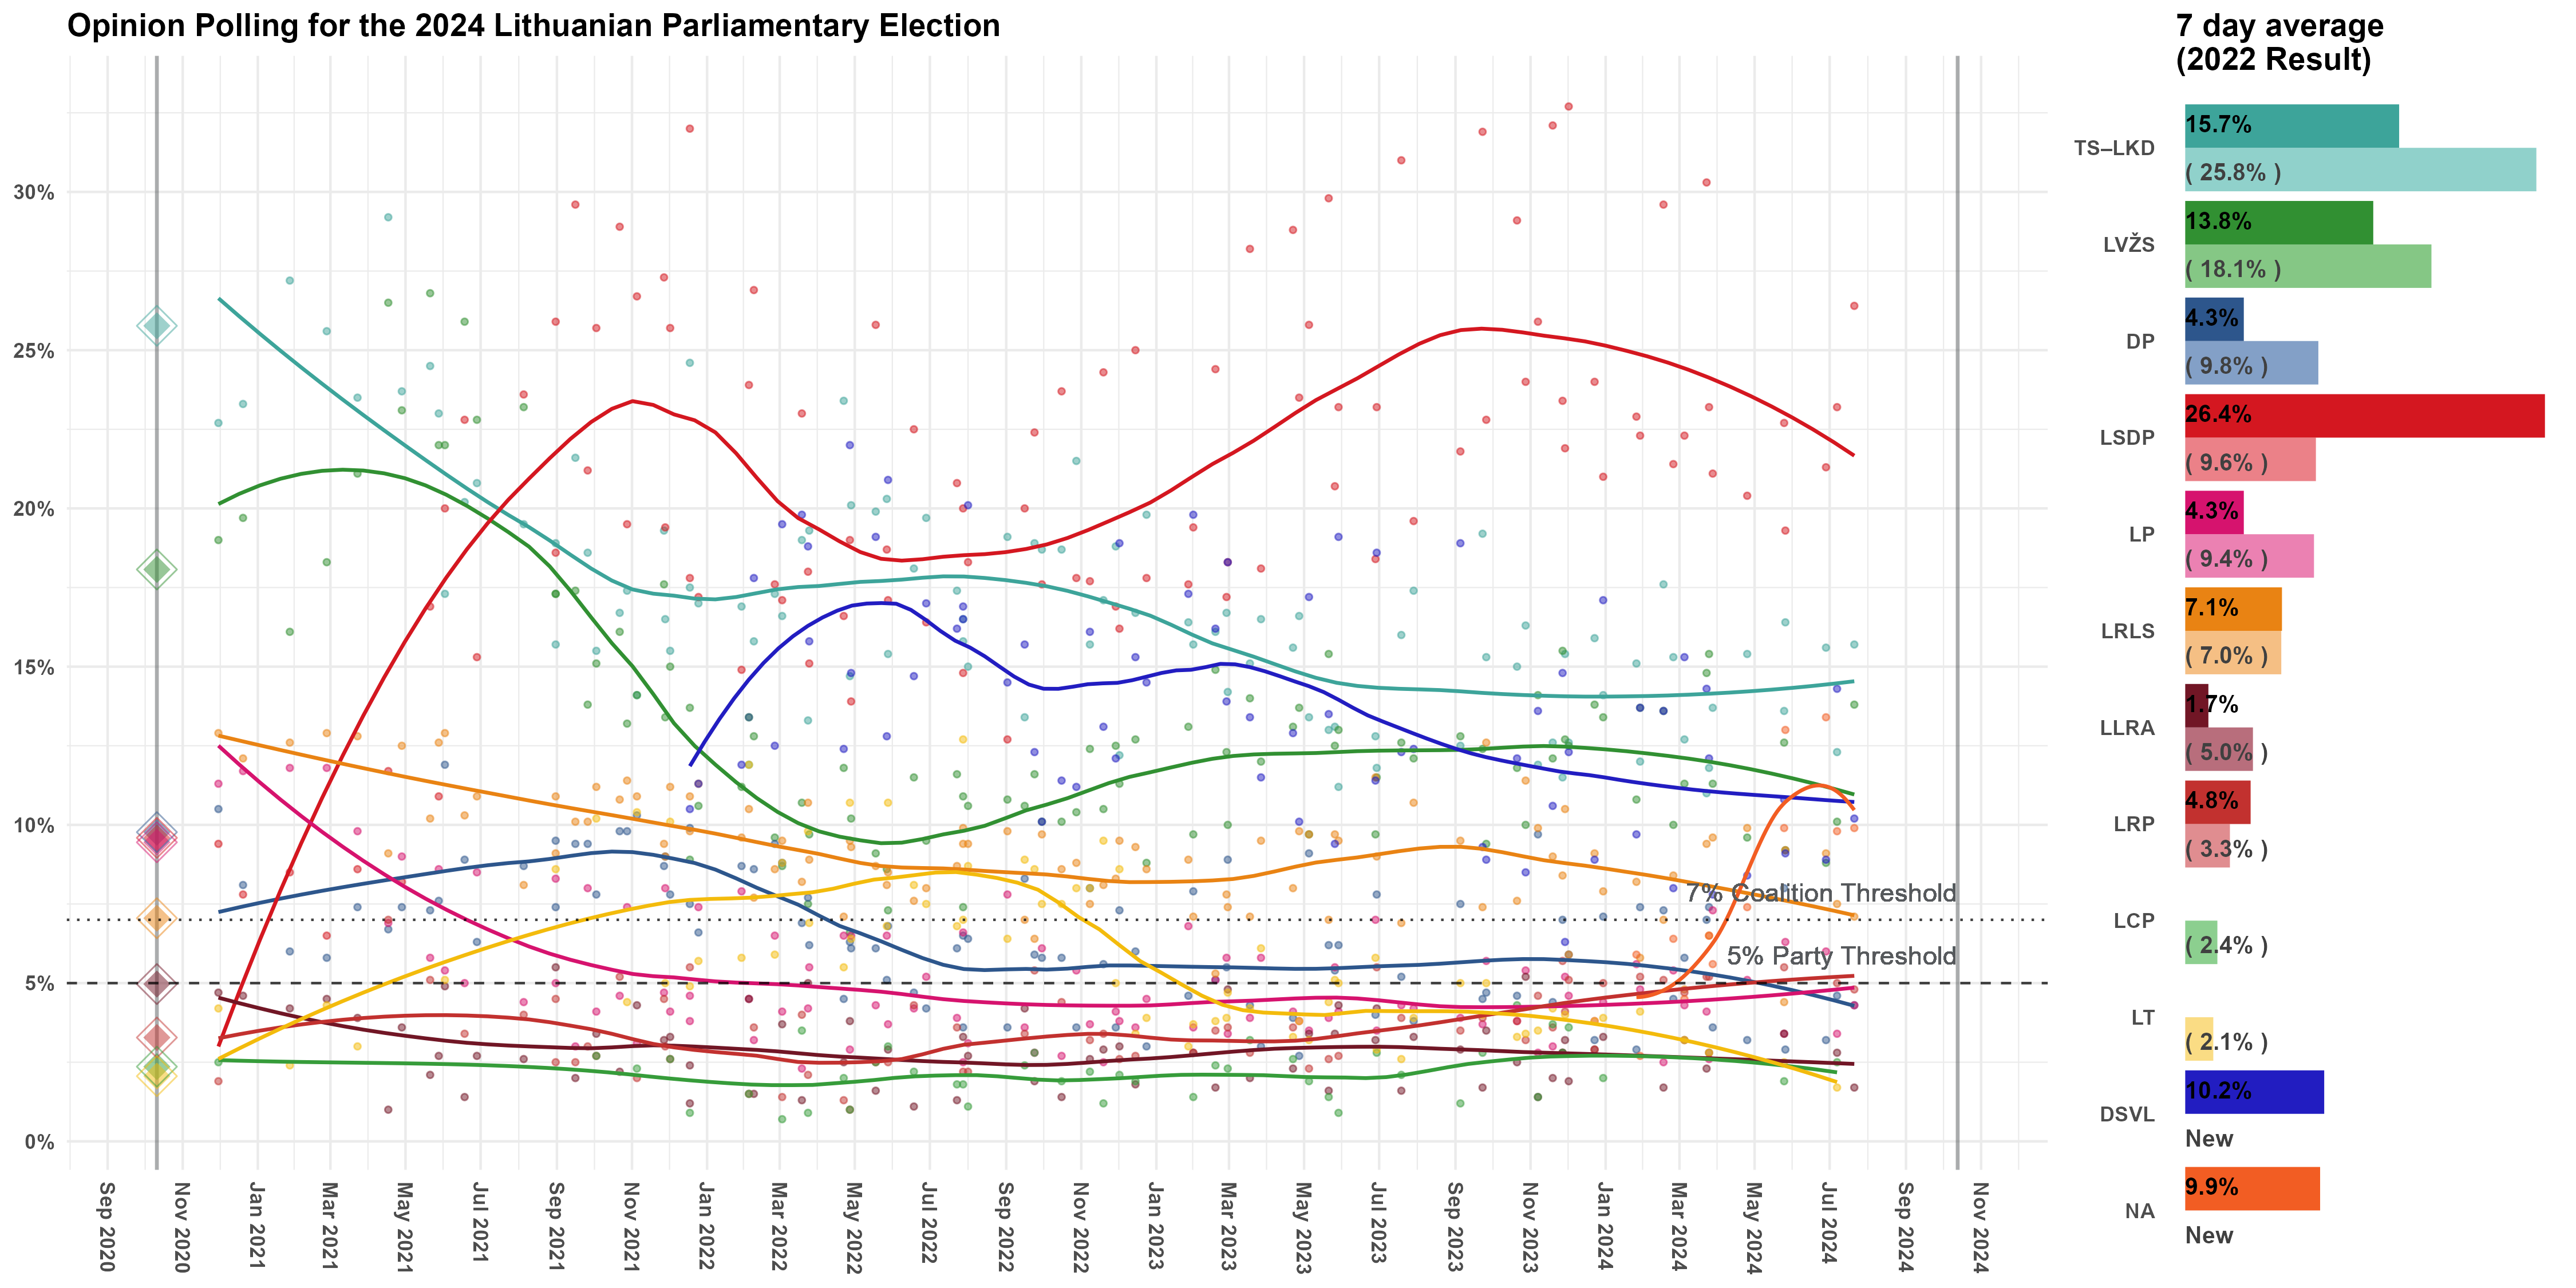 Opinion Polling for the 2024 Lithuanian Parliamentary Election
7 day average
(2022 Result)
30%
25%
20%
15%
10%
5%
0%
7% Coalition Threshold
5% Party Threshold
Sep 2020
Nov 2020
Jan 2021
Mar 2021
May 2021
Jul 2021
Sep 2021
Nov 2021
Jan 2022
Mar 2022
May 2022
Jul 2022
Sep 2022
Nov 2022
Jan 2023
Mar 2023
May 2023
Jul 2023
Sep 2023
Nov 2023
Jan 2024
Mar 2024
May 2024
Jul 2024
Sep 2024
Nov 2024
TS–LKD
15.7%
( 25.8% )
LVŽS
13.8%
( 18.1% )
DP
4.3%
( 9.8% )
LSDP
26.4%
( 9.6% )
LP
4.3%
( 9.4% )
LRLS
7.1%
( 7.0% )
LLRA
1.7%
( 5.0% )
LRP
4.8%
( 3.3% )
LCP
( 2.4% )
LT
( 2.1% )
DSVL
10.2%
New
NA
9.9%
New